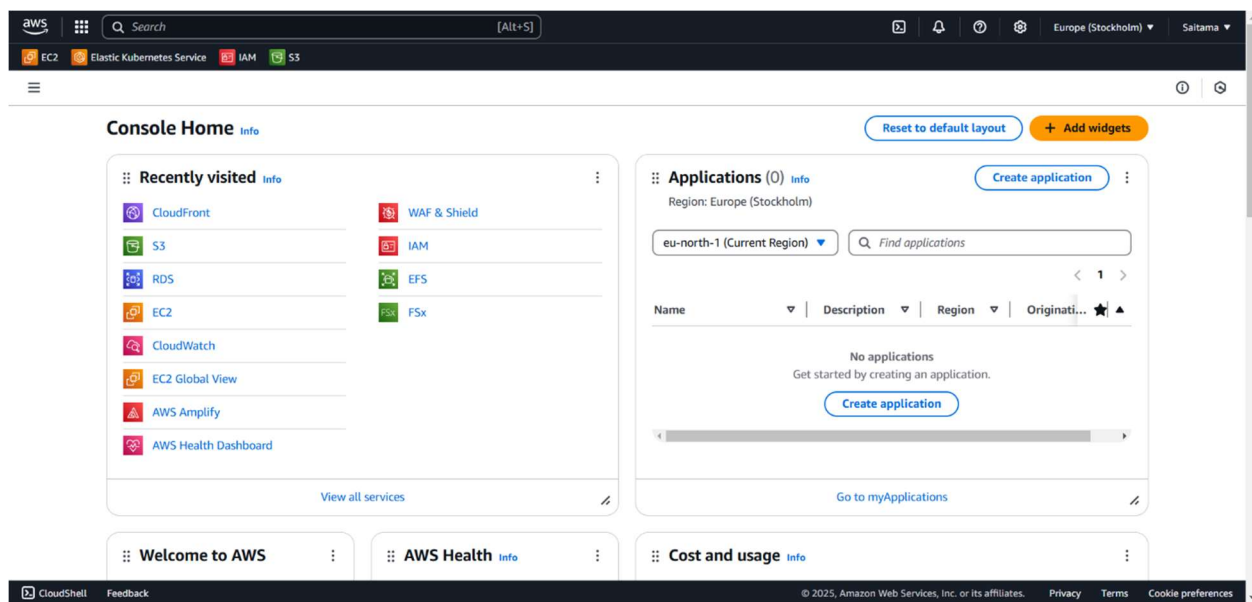 aws Search [Alt+S] Europe (Stockholm) Saitama
EC2 Elastic Kubernetes Service IAM S3
Console Home Info Reset to default layout + Add widgets
Recently visited Info
CloudFront
S3
RDS
EC2
CloudWatch
EC2 Global View
AWS Amplify
AWS Health Dashboard
WAF & Shield
IAM
EFS
FSx FSx
View all services
Applications (0) Info Create application
Region: Europe (Stockholm)
eu-north-1 (Current Region) Find applications
1
Name Description Region Originati...
No applications
Get started by creating an application.
Create application
Go to myApplications
Welcome to AWS
AWS Health Info
Cost and usage Info
CloudShell Feedback © 2025, Amazon Web Services, Inc. or its affiliates. Privacy Terms Cookie preferences